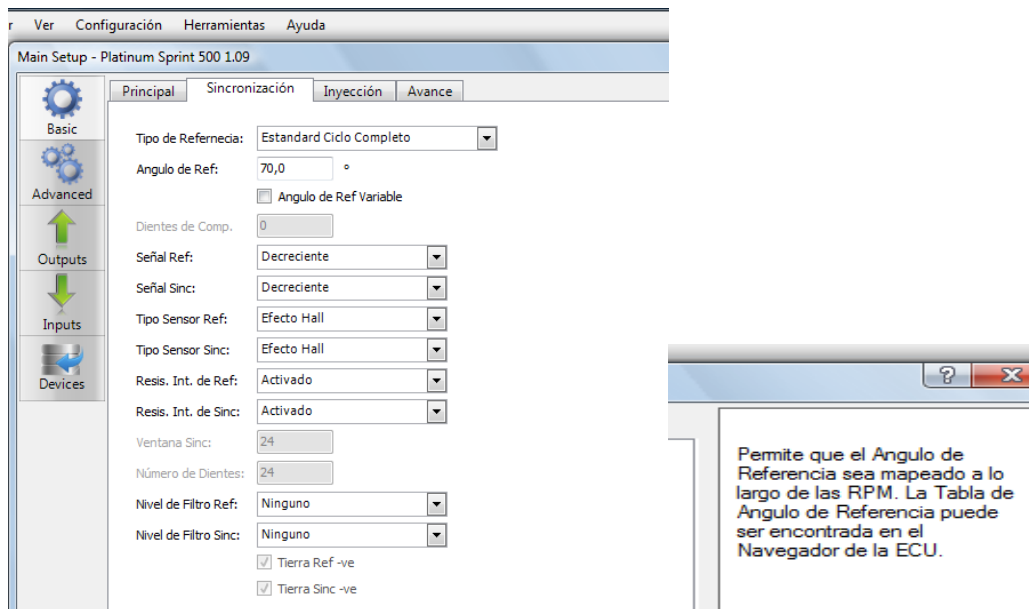 r Ver Configuración Herramientas Ayuda
Main Setup - Platinum Sprint 500 1.09
Basic
Advanced
Outputs
Inputs
Devices
Principal Sincronización Inyección Avance
Tipo de Refernecia: Estandard Ciclo Completo
Angulo de Ref: 70,0 °
Angulo de Ref Variable
Dientes de Comp. 0
Señal Ref: Decreciente
Señal Sinc: Decreciente
Tipo Sensor Ref: Efecto Hall
Tipo Sensor Sinc: Efecto Hall
Resis. Int. de Ref: Activado
Resis. Int. de Sinc: Activado
Ventana Sinc: 24
Número de Dientes: 24
Nivel de Filtro Ref: Ninguno
Nivel de Filtro Sinc: Ninguno
Tierra Ref -ve
Tierra Sinc -ve
Permite que el Angulo de
Referencia sea mapeado a lo
largo de las RPM. La Tabla de
Angulo de Referencia puede
ser encontrada en el
Navegador de la ECU.